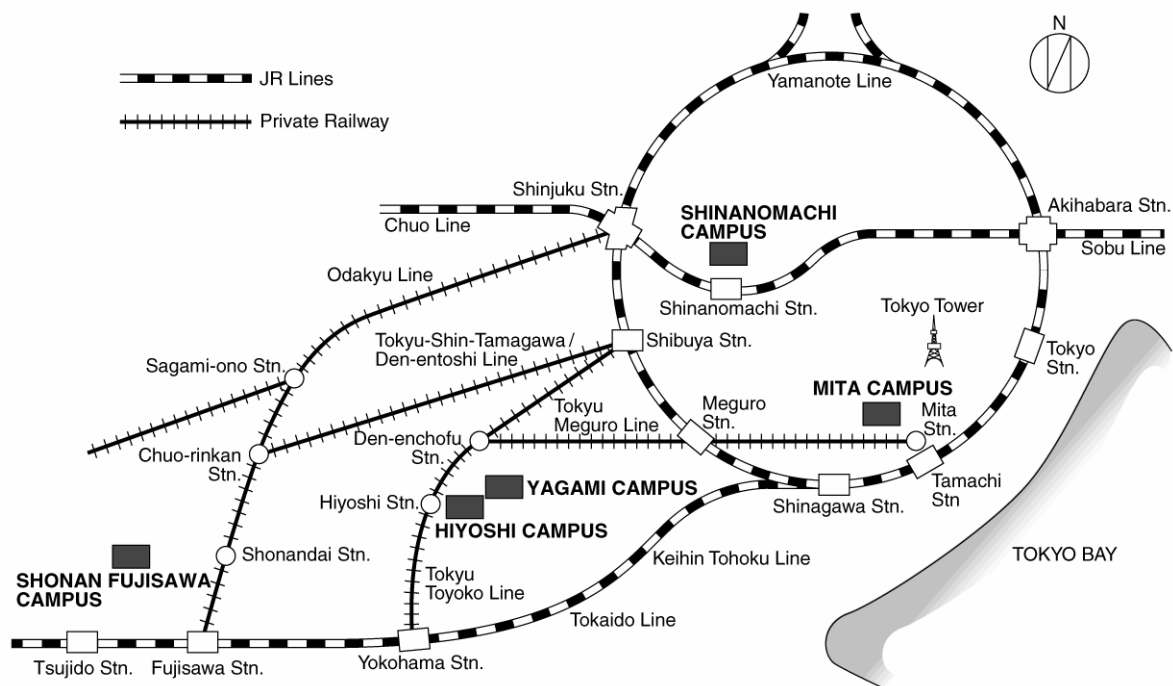 N
JR Lines
Private Railway
Yamanote Line
Shinjuku Stn.
Chuo Line
SHINANOMACHI
CAMPUS
Akihabara Stn.
Sobu Line
Odakyu Line
Shinanomachi Stn.
Tokyo Tower
Tokyu-Shin-Tamagawa /
Den-entoshi Line
Shibuya Stn.
Tokyo
Stn.
Sagami-ono Stn.
MITA CAMPUS
Tokyu
Meguro Line
Meguro
Stn.
Mita
Stn.
Den-enchofu
Stn.
Chuo-rinkan
Stn.
Tamachi
Stn
YAGAMI CAMPUS
Hiyoshi Stn.
HIYOSHI CAMPUS
Shinagawa Stn.
Shonandai Stn.
Keihin Tohoku Line
TOKYO BAY
SHONAN FUJISAWA
CAMPUS
Tokyu
Toyoko Line
Tokaido Line
Tsujido Stn.
Fujisawa Stn.
Yokohama Stn.